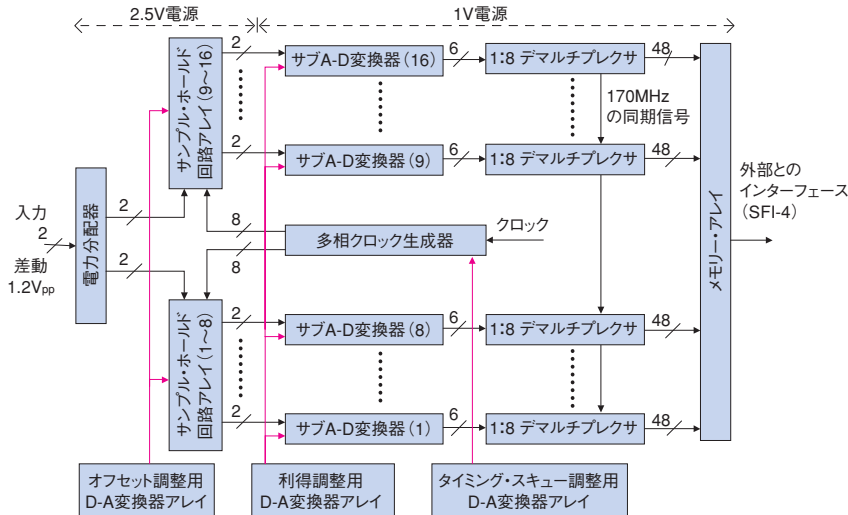 2.5V電源
1V電源
サンプル・ホールド
回路アレイ(9～16)
2
2
サブA-D変換器(16)
6
1:8 デマルチプレクサ
48
170MHz
の同期信号
サブA-D変換器(9)
6
1:8 デマルチプレクサ
48
入力
2
差動
1.2Vpp
電力分配器
2
2
8
8
多相クロック生成器
クロック
メモリー・アレイ
外部との
インターフェース
(SFI-4)
サンプル・ホールド
回路アレイ(1～8)
2
2
サブA-D変換器(8)
6
1:8 デマルチプレクサ
48
サブA-D変換器(1)
6
1:8 デマルチプレクサ
48
オフセット調整用
D-A変換器アレイ
利得調整用
D-A変換器アレイ
タイミング・スキュー調整用
D-A変換器アレイ